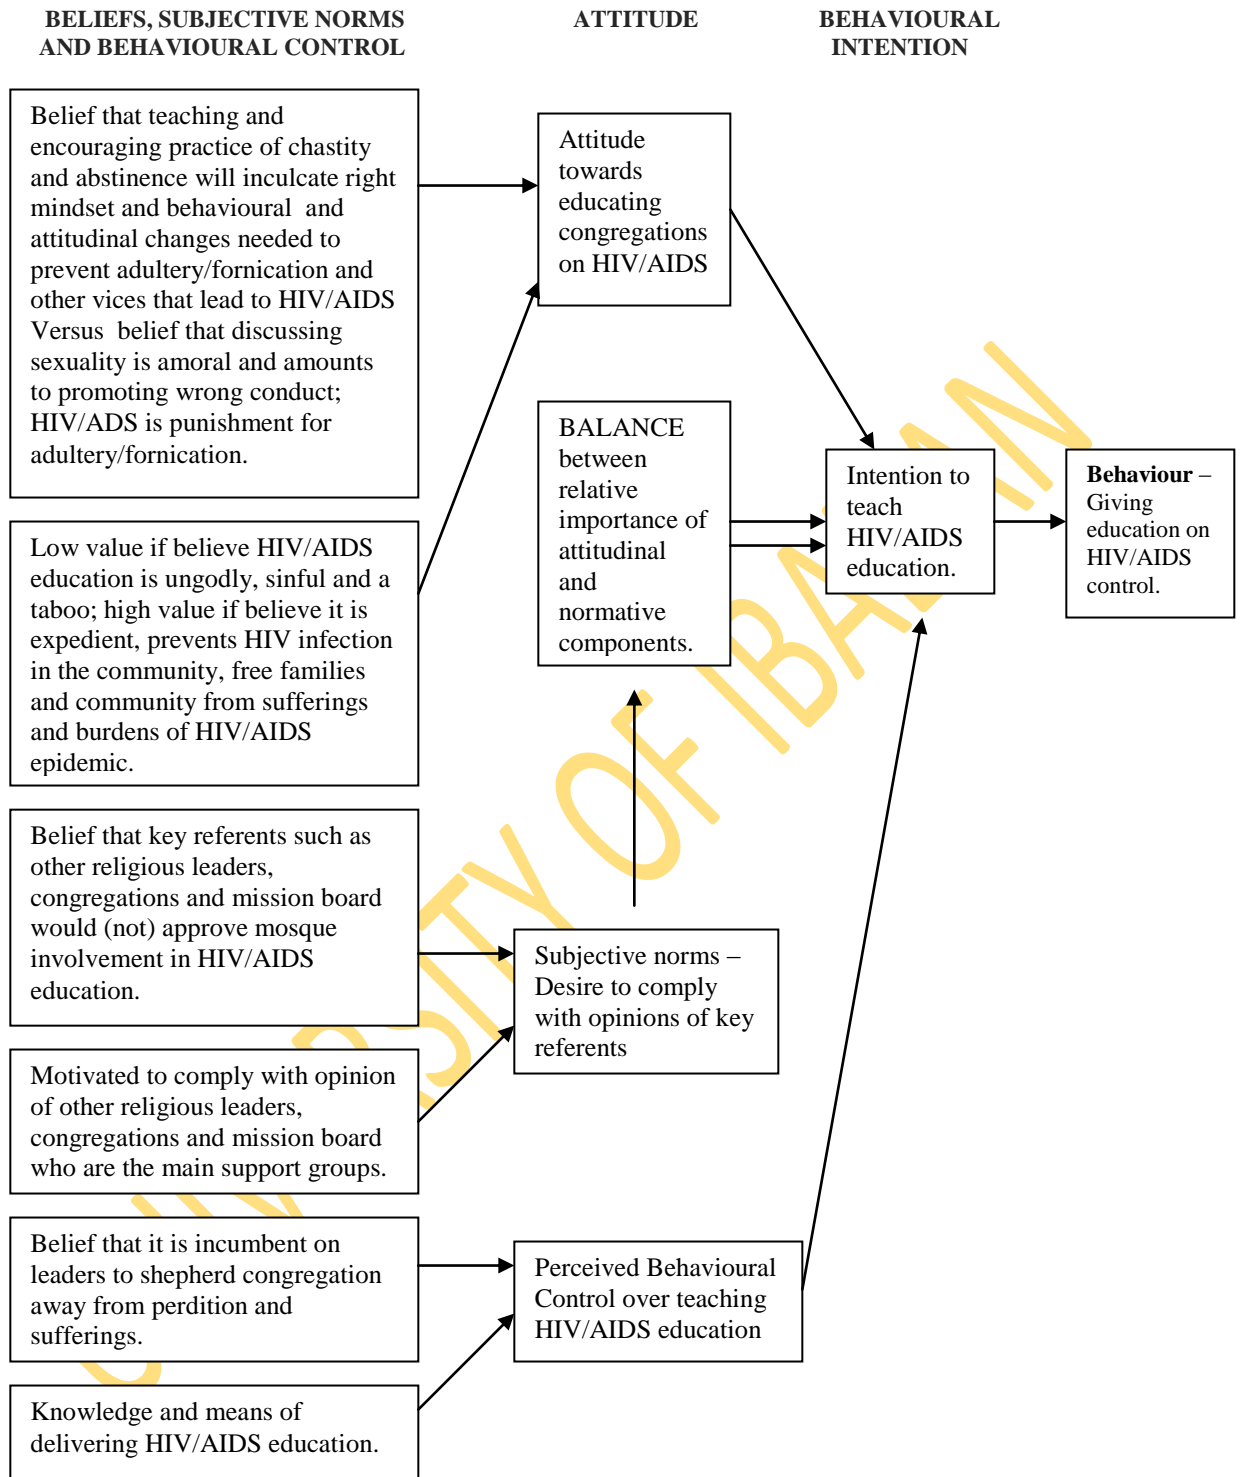 BELIEFS, SUBJECTIVE NORMS
AND BEHAVIOURAL CONTROL
ATTITUDE
BEHAVIOURAL
INTENTION
Belief that teaching and
encouraging practice of chastity
and abstinence will inculcate right
mindset and behavioural and
attitudinal changes needed to
prevent adultery/fornication and
other vices that lead to HIV/AIDS
Versus belief that discussing
sexuality is amoral and amounts
to promoting wrong conduct;
HIV/ADS is punishment for
adultery/fornication.
Attitude
towards
educating
congregations
on HIV/AIDS
BALANCE
between
relative
importance of
attitudinal
and
normative
components.
Intention to
teach
HIV/AIDS
education.
Behaviour –
Giving
education on
HIV/AIDS
control.
Low value if believe HIV/AIDS
education is ungodly, sinful and a
taboo; high value if believe it is
expedient, prevents HIV infection
in the community, free families
and community from sufferings
and burdens of HIV/AIDS
epidemic.
Belief that key referents such as
other religious leaders,
congregations and mission board
would (not) approve mosque
involvement in HIV/AIDS
education.
Subjective norms –
Desire to comply
with opinions of key
referents
Motivated to comply with opinion
of other religious leaders,
congregations and mission board
who are the main support groups.
Belief that it is incumbent on
leaders to shepherd congregation
away from perdition and
sufferings.
Perceived Behavioural
Control over teaching
HIV/AIDS education
Knowledge and means of
delivering HIV/AIDS education.
UNIVERSITY OF IBADAN